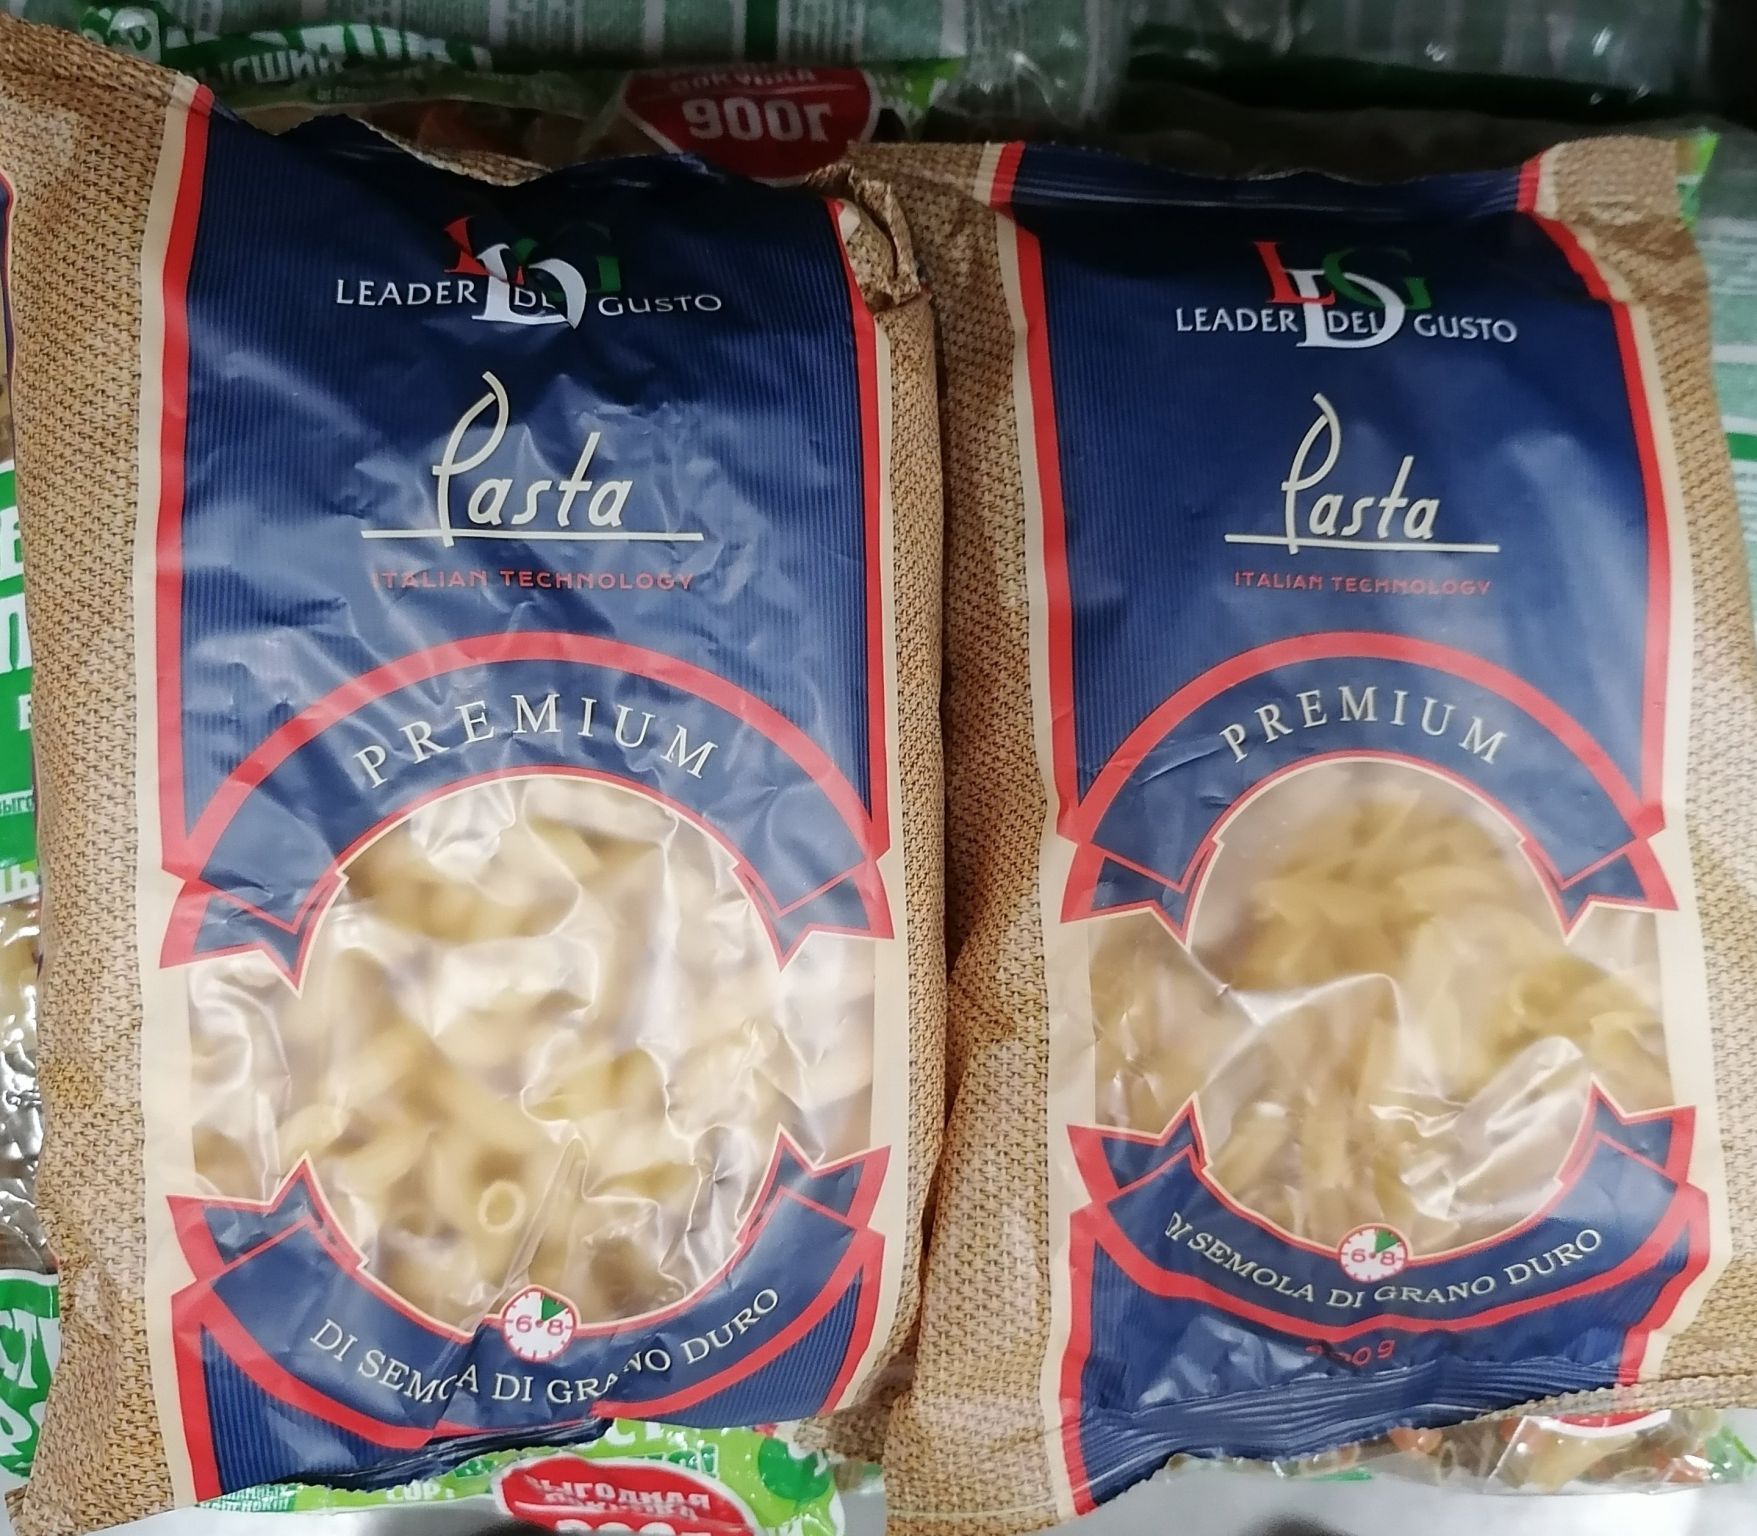 900г
LEADER DEL GUSTO
Pasta
ITALIAN TECHNOLOGY
PREMIUM
6 8
DI SEMOLA DI GRANO DURO
LDG
LEADER DEL GUSTO
Pasta
ITALIAN TECHNOLOGY
PREMIUM
6 8
DI SEMOLA DI GRANO DURO
ВЫГОДНАЯ
ПОКУПКА